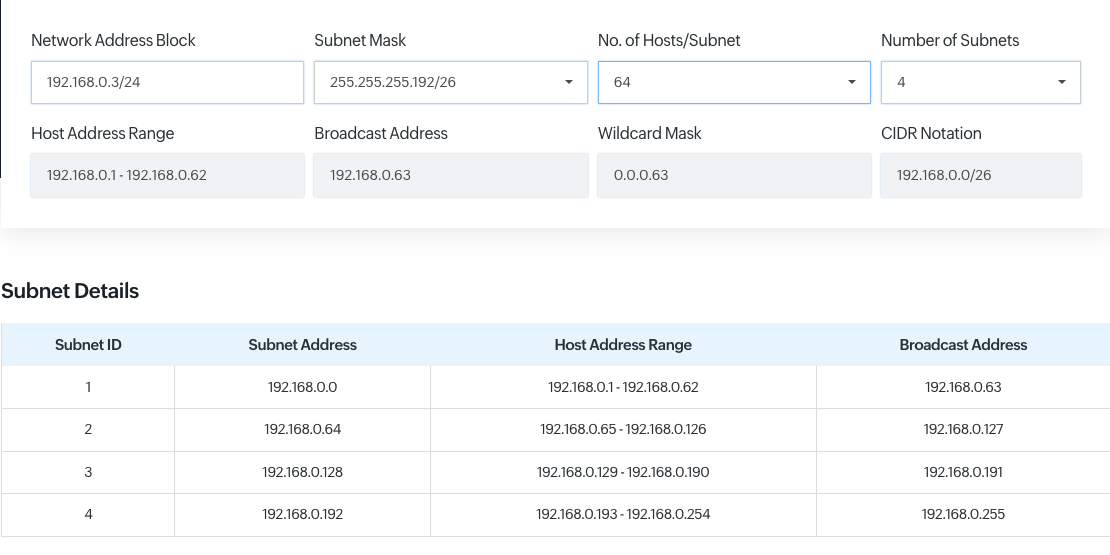 Network Address Block Subnet Mask No. of Hosts/Subnet Number of Subnets
192.168.0.3/24 255.255.255.192/26 64 4
Host Address Range Broadcast Address Wildcard Mask CIDR Notation
192.168.0.1 - 192.168.0.62 192.168.0.63 0.0.0.63 192.168.0.0/26
Subnet Details
Subnet ID Subnet Address Host Address Range Broadcast Address
1 192.168.0.0 192.168.0.1 - 192.168.0.62 192.168.0.63
2 192.168.0.64 192.168.0.65 - 192.168.0.126 192.168.0.127
3 192.168.0.128 192.168.0.129 - 192.168.0.190 192.168.0.191
4 192.168.0.192 192.168.0.193 - 192.168.0.254 192.168.0.255